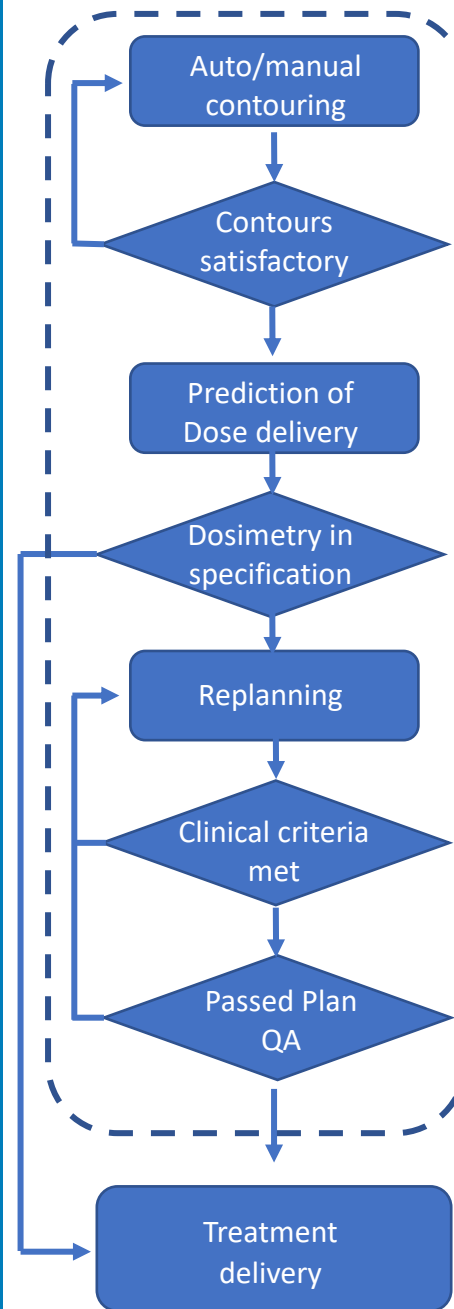 Auto/manual
contouring
Contours
satisfactory
Prediction of
Dose delivery
Dosimetry in
specification
Replanning
Clinical criteria
met
Passed Plan
QA
Treatment
delivery